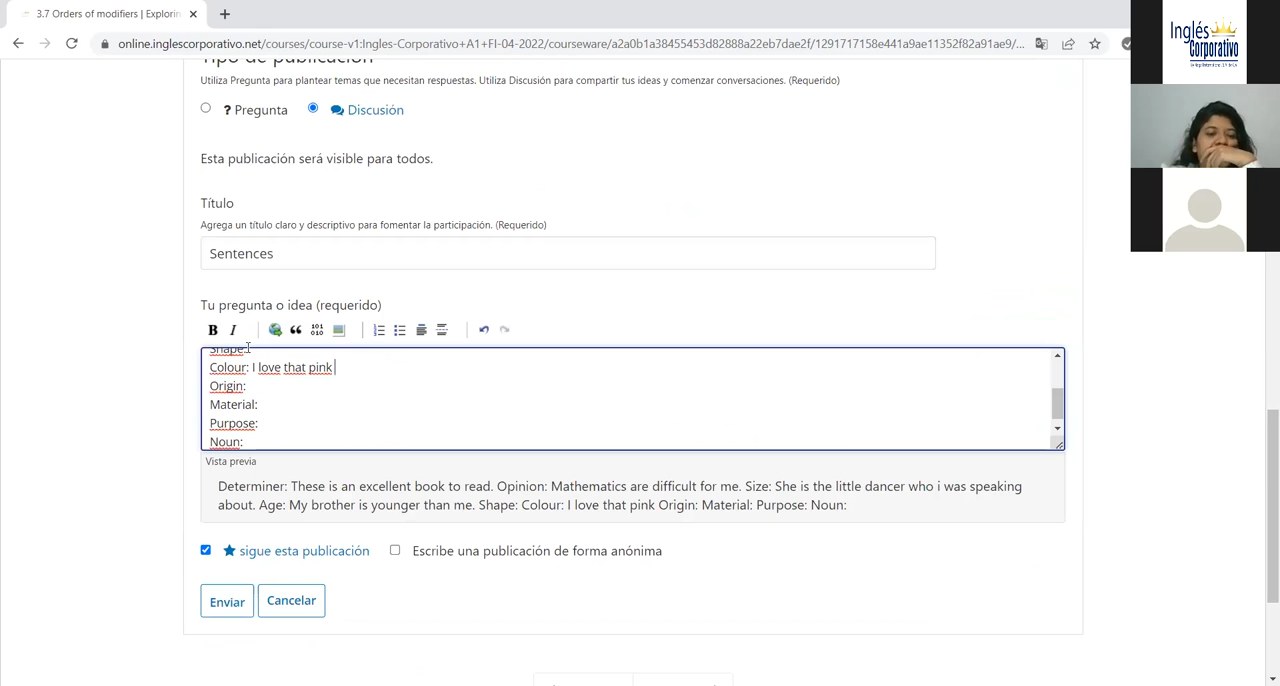 3.7 Orders of modifiers | Explorin
online.inglescorporativo.net/courses/course-v1:Ingles-Corporativo+A1+FI-04-2022/courseware/a2a0b1a38455453d82888a22eb7dae2f/1291717158e441a9ae11352f82a91ae9/...
Inglés
Corporativo
Tipo de publicación
Utiliza Pregunta para plantear temas que necesitan respuestas. Utiliza Discusión para compartir tus ideas y comenzar conversaciones. (Requerido)
? Pregunta
Discusión
Esta publicación será visible para todos.
Título
Agrega un título claro y descriptivo para fomentar la participación. (Requerido)
Sentences
Tu pregunta o idea (requerido)
B I
101
010
Shape:
Colour: I love that pink
Origin:
Material:
Purpose:
Noun:
Vista previa
Determiner: These is an excellent book to read. Opinion: Mathematics are difficult for me. Size: She is the little dancer who i was speaking
about. Age: My brother is younger than me. Shape: Colour: I love that pink Origin: Material: Purpose: Noun:
sigue esta publicación
Escribe una publicación de forma anónima
Enviar
Cancelar